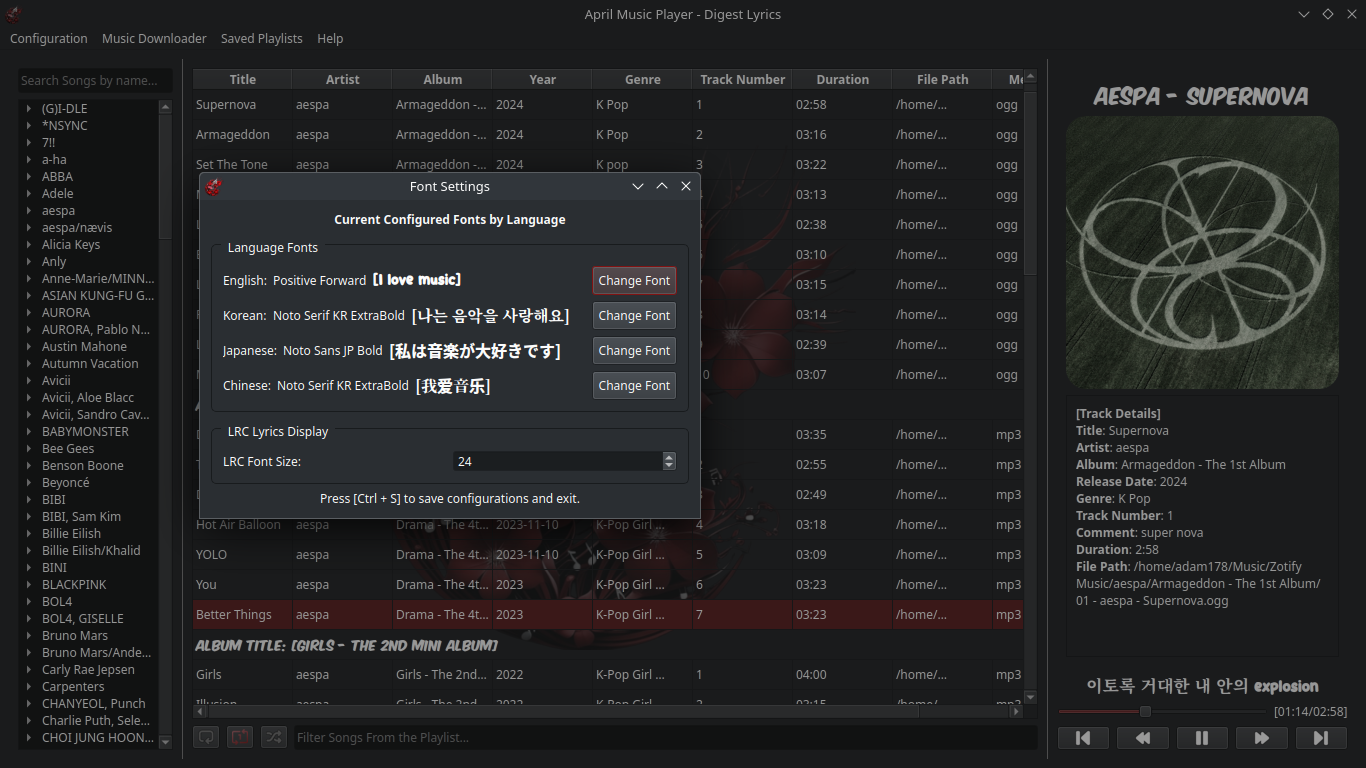 April Music Player - Digest Lyrics
Configuration Music Downloader Saved Playlists Help
Search Songs by name...
(G)I-DLE
*NSYNC
7!!
a-ha
ABBA
Adele
aespa
aespa/nævis
Alicia Keys
Anly
Anne-Marie/MINN...
ASIAN KUNG-FU G...
AURORA
AURORA, Pablo N...
Austin Mahone
Autumn Vacation
Avicii
Avicii, Aloe Blacc
Avicii, Sandro Cav...
BABYMONSTER
Bee Gees
Benson Boone
Beyoncé
BIBI
BIBI, Sam Kim
Billie Eilish
Billie Eilish/Khalid
BINI
BLACKPINK
BOL4
BOL4, GISELLE
Bruno Mars
Bruno Mars/Ande...
Carly Rae Jepsen
Carpenters
CHANYEOL, Punch
Charlie Puth, Sele...
CHOI JUNG HOON...
Title Artist Album Year Genre Track Number Duration File Path
Supernova aespa Armageddon -... 2024 K Pop 1 02:58 /home/... ogg
Armageddon aespa Armageddon -... 2024 K Pop 2 03:16 /home/... ogg
Set The Tone aespa Armageddon -... 2024 K pop 3 03:22 /home/... ogg
03:13 /home/... ogg
02:38 /home/... ogg
03:10 /home/... ogg
03:15 /home/... ogg
03:14 /home/... ogg
02:39 /home/... ogg
03:07 /home/... ogg
03:35 /home/... mp3
02:55 /home/... mp3
02:49 /home/... mp3
Hot Air Balloon aespa Drama - The 4t... 2023-11-10 K-Pop Girl ... 4 03:18 /home/... mp3
YOLO aespa Drama - The 4t... 2023-11-10 K-Pop Girl ... 5 03:09 /home/... mp3
You aespa Drama - The 4t... 2023 K-Pop Girl ... 6 03:23 /home/... mp3
Better Things aespa Drama - The 4t... 2023 K-Pop Girl ... 7 03:23 /home/... mp3
ALBUM TITLE: [GIRLS - THE 2ND MINI ALBUM]
Girls aespa Girls - The 2nd... 2022 K-Pop Girl ... 1 04:00 /home/... mp3
Filter Songs From the Playlist...
Font Settings
Current Configured Fonts by Language
Language Fonts
English: Positive Forward [I love music] Change Font
Korean: Noto Serif KR ExtraBold [나는 음악을 사랑해요] Change Font
Japanese: Noto Sans JP Bold [私は音楽が大好きです] Change Font
Chinese: Noto Serif KR ExtraBold [我爱音乐] Change Font
LRC Lyrics Display
LRC Font Size: 24
Press [Ctrl + S] to save configurations and exit.
AESPA - SUPERNOVA
[Track Details]
Title: Supernova
Artist: aespa
Album: Armageddon - The 1st Album
Release Date: 2024
Genre: K Pop
Track Number: 1
Comment: super nova
Duration: 2:58
File Path: /home/adam178/Music/Zotify
Music/aespa/Armageddon - The 1st Album/
01 - aespa - Supernova.ogg
이토록 거대한 내 안의 explosion
[01:14/02:58]